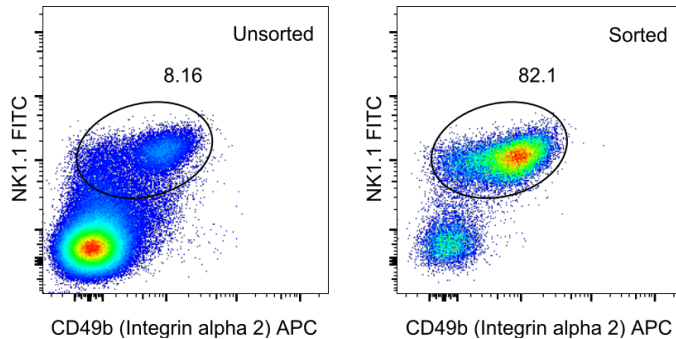 Unsorted
8.16
NK1.1 FITC
CD49b (Integrin alpha 2) APC
Sorted
82.1
NK1.1 FITC
CD49b (Integrin alpha 2) APC